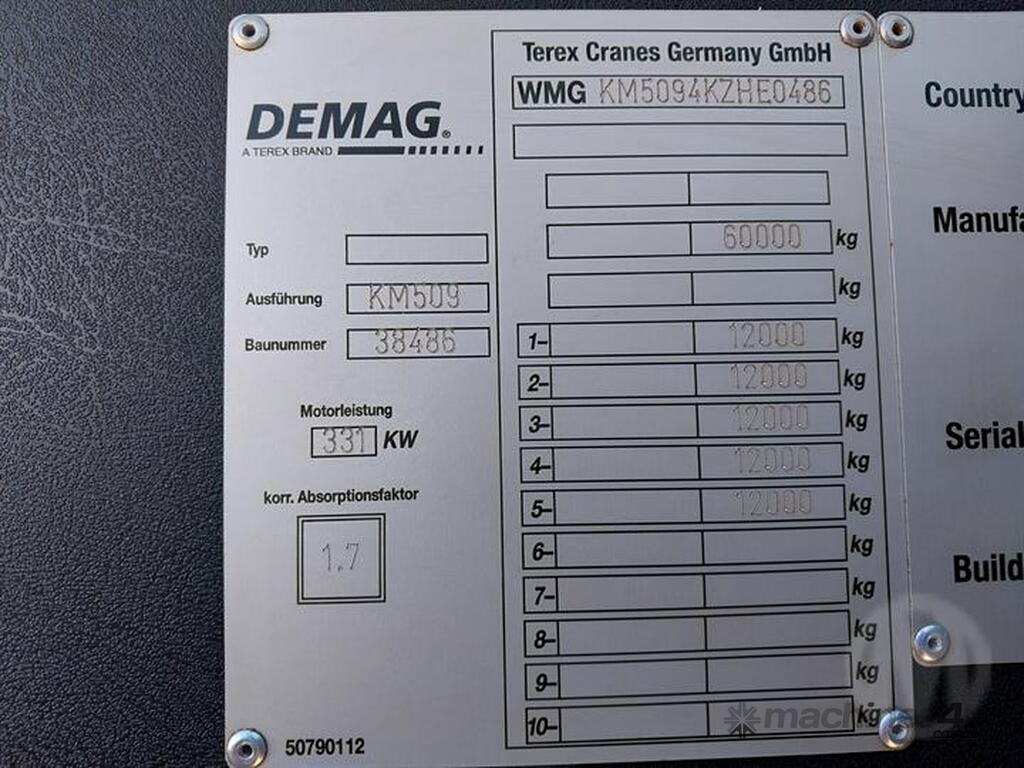 DEMAG®
A TEREX BRAND
Typ
Ausführung KM509
Baunummer 38486
Motorleistung
331 KW
korr. Absorptionsfaktor
1.7
50790112
Terex Cranes Germany GmbH
WMG KM5094KZHE0486
60000 kg
kg
1- 12000 kg
2- 12000 kg
3- 12000 kg
4- 12000 kg
5- 12000 kg
6- kg
7- kg
8- kg
9- kg
10- kg
Country
Manufa
Serial
Build